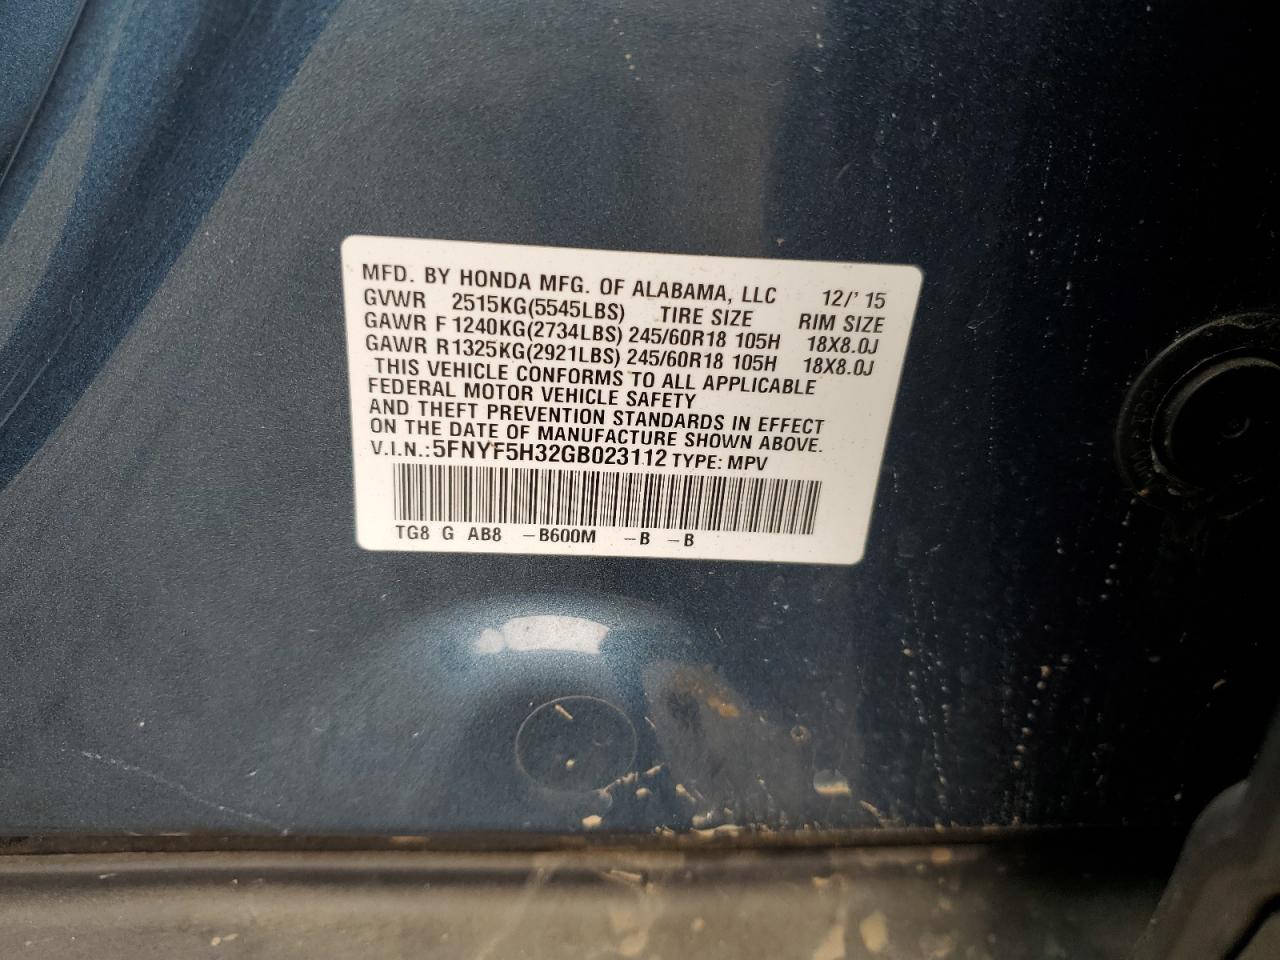 MFD. BY HONDA MFG. OF ALABAMA, LLC 12/' 15
GVWR 2515KG(5545LBS) TIRE SIZE RIM SIZE
GAWR F 1240KG(2734LBS) 245/60R18 105H 18X8.0J
GAWR R1325KG(2921LBS) 245/60R18 105H 18X8.0J
THIS VEHICLE CONFORMS TO ALL APPLICABLE
FEDERAL MOTOR VEHICLE SAFETY
AND THEFT PREVENTION STANDARDS IN EFFECT
ON THE DATE OF MANUFACTURE SHOWN ABOVE.
V.I.N.:5FNYF5H32GB023112 TYPE: MPV
TG8 G AB8 -B600M -B -B